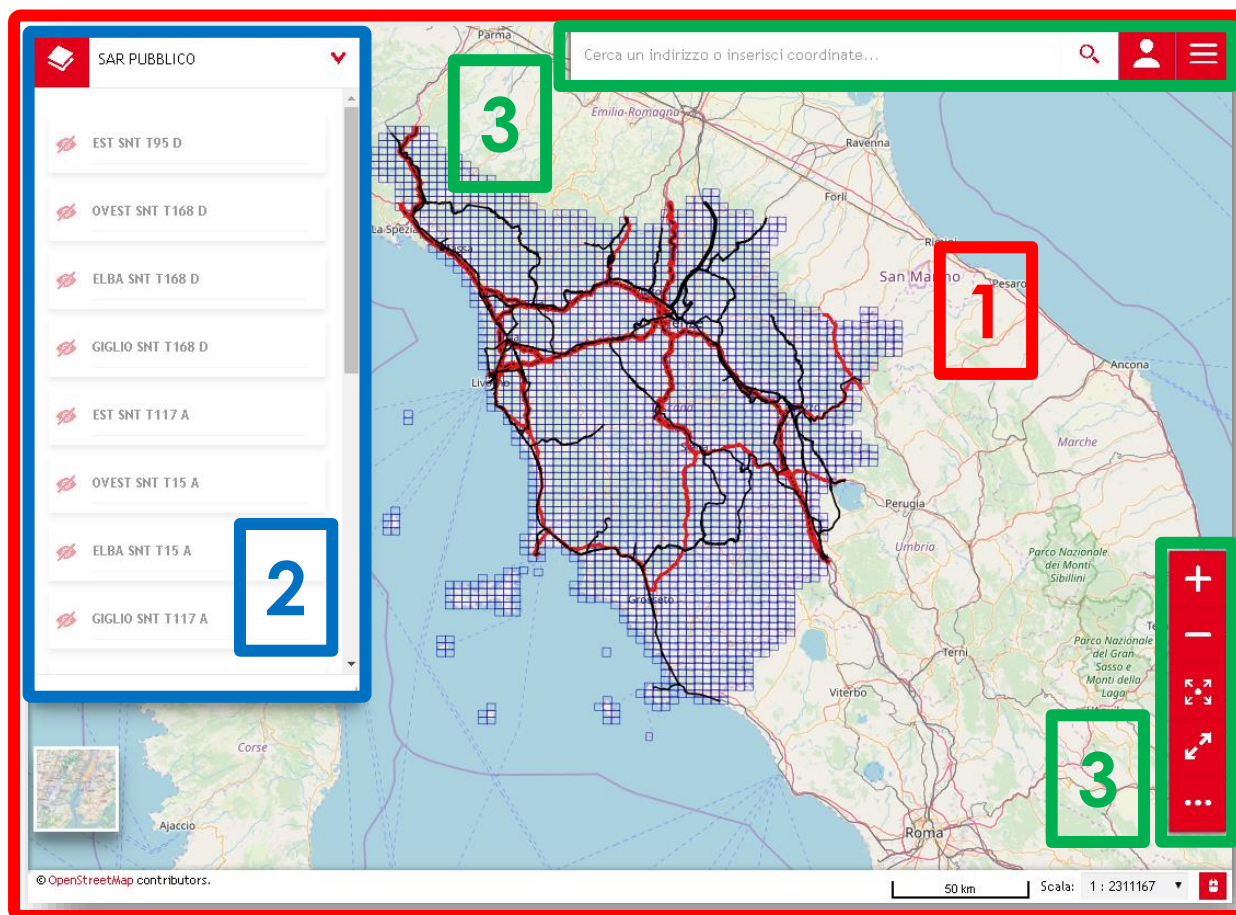 SAR PUBBLICO
Cerca un indirizzo o inserisci coordinate...
EST SNT T95 D
OVEST SNT T168 D
ELBA SNT T168 D
GIGLIO SNT T168 D
EST SNT T117 A
OVEST SNT T15 A
ELBA SNT T15 A
GIGLIO SNT T117 A
2
3
1
3
Parma
Emilia-Romagna
Ravenna
Forlì
La Spezia
Rimini
San Marino
Pesaro
Ancona
Marche
Perugia
Umbria
Parco Nazionale
dei Monti
Sibillini
Grosseto
Terni
Parco Nazionale
del Gran
Sasso e
Monti della
Laga
Viterbo
Corse
Ajaccio
Roma
© OpenStreetMap contributors.
50 km
Scala: 1 : 2311167